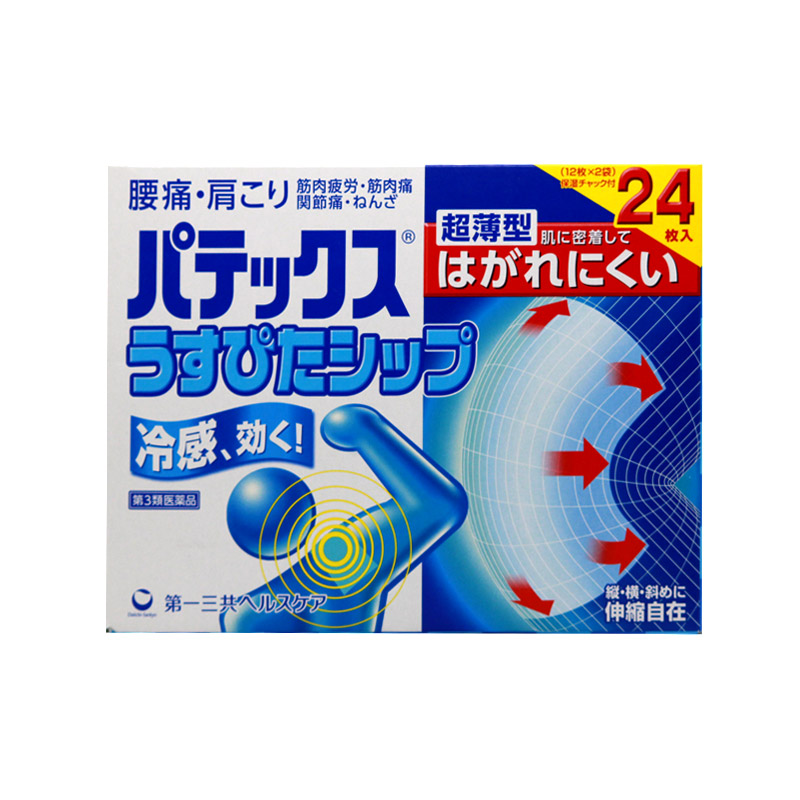 腰痛・肩こり
筋肉疲労・筋肉痛
関節痛・ねんざ
パテックス®
うすぴたシップ
冷感、効く!
第3類医薬品
第一三共ヘルスケア
(12枚×2袋)
保湿チャック付
24
枚入
超薄型
肌に密着して
はがれにくい
縦・横・斜めに
伸縮自在